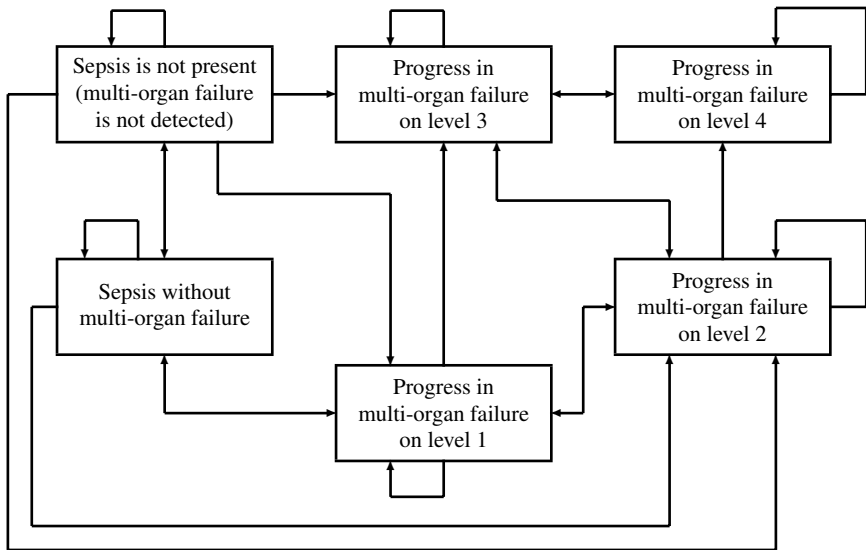 Sepsis is not present
(multi-organ failure
is not detected)
Progress in
multi-organ failure
on level 3
Progress in
multi-organ failure
on level 4
Sepsis without
multi-organ failure
Progress in
multi-organ failure
on level 2
Progress in
multi-organ failure
on level 1